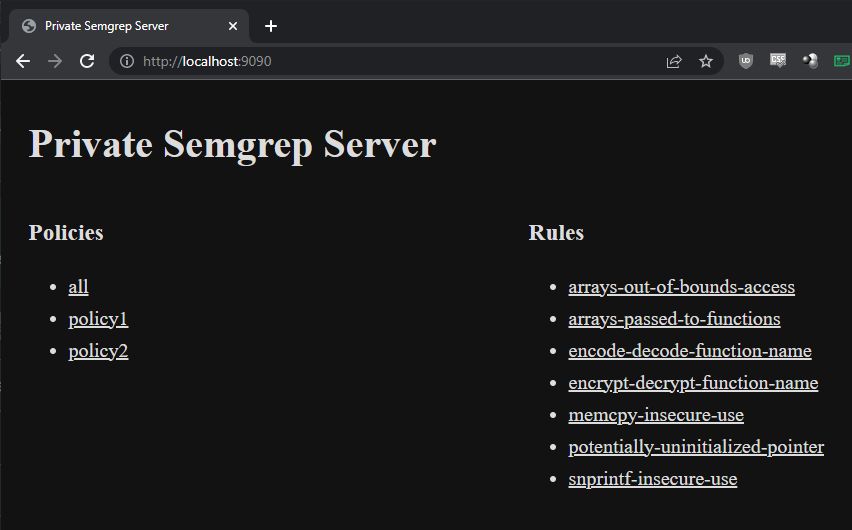 Private Semgrep Server
http://localhost:9090
Private Semgrep Server
Policies
all
policy1
policy2
Rules
arrays-out-of-bounds-access
arrays-passed-to-functions
encode-decode-function-name
encrypt-decrypt-function-name
memcpy-insecure-use
potentially-uninitialized-pointer
snprintf-insecure-use